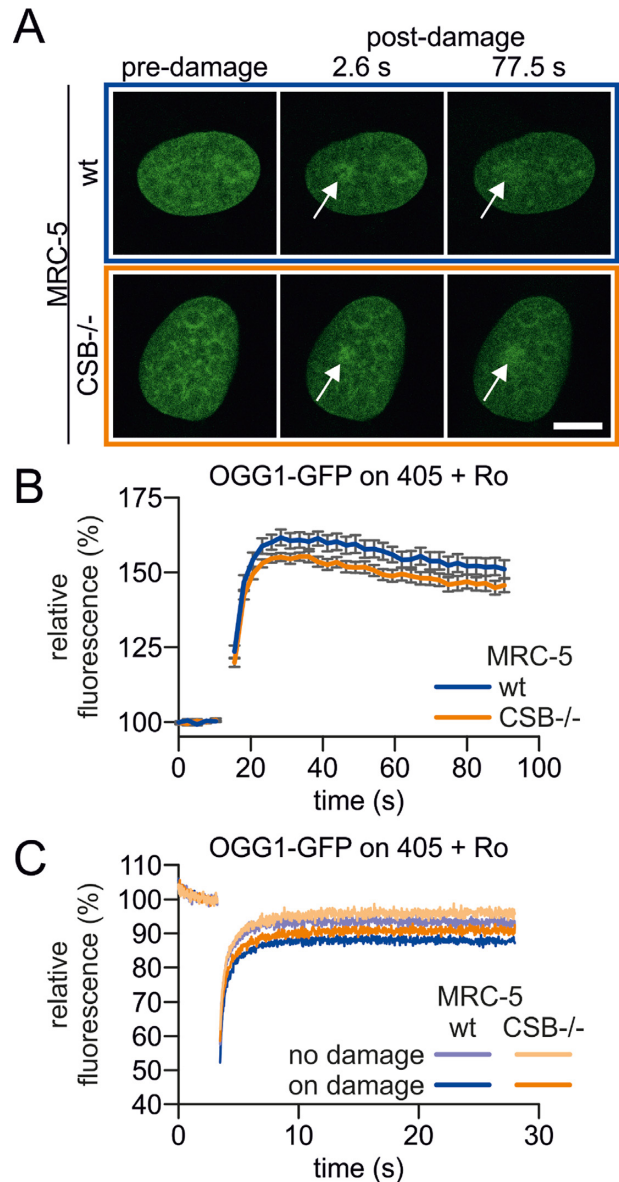 A
post-damage
pre-damage 2.6 s 77.5 s
MRC-5
wt
CSB-/-
B
OGG1-GFP on 405 + Ro
relative
fluorescence (%)
175
150
125
100
0 20 40 60 80 100
time (s)
MRC-5
wt
CSB-/-
C
OGG1-GFP on 405 + Ro
relative
fluorescence (%)
110
100
90
80
70
60
50
40
0 10 20 30
time (s)
MRC-5
wt CSB-/-
no damage
on damage